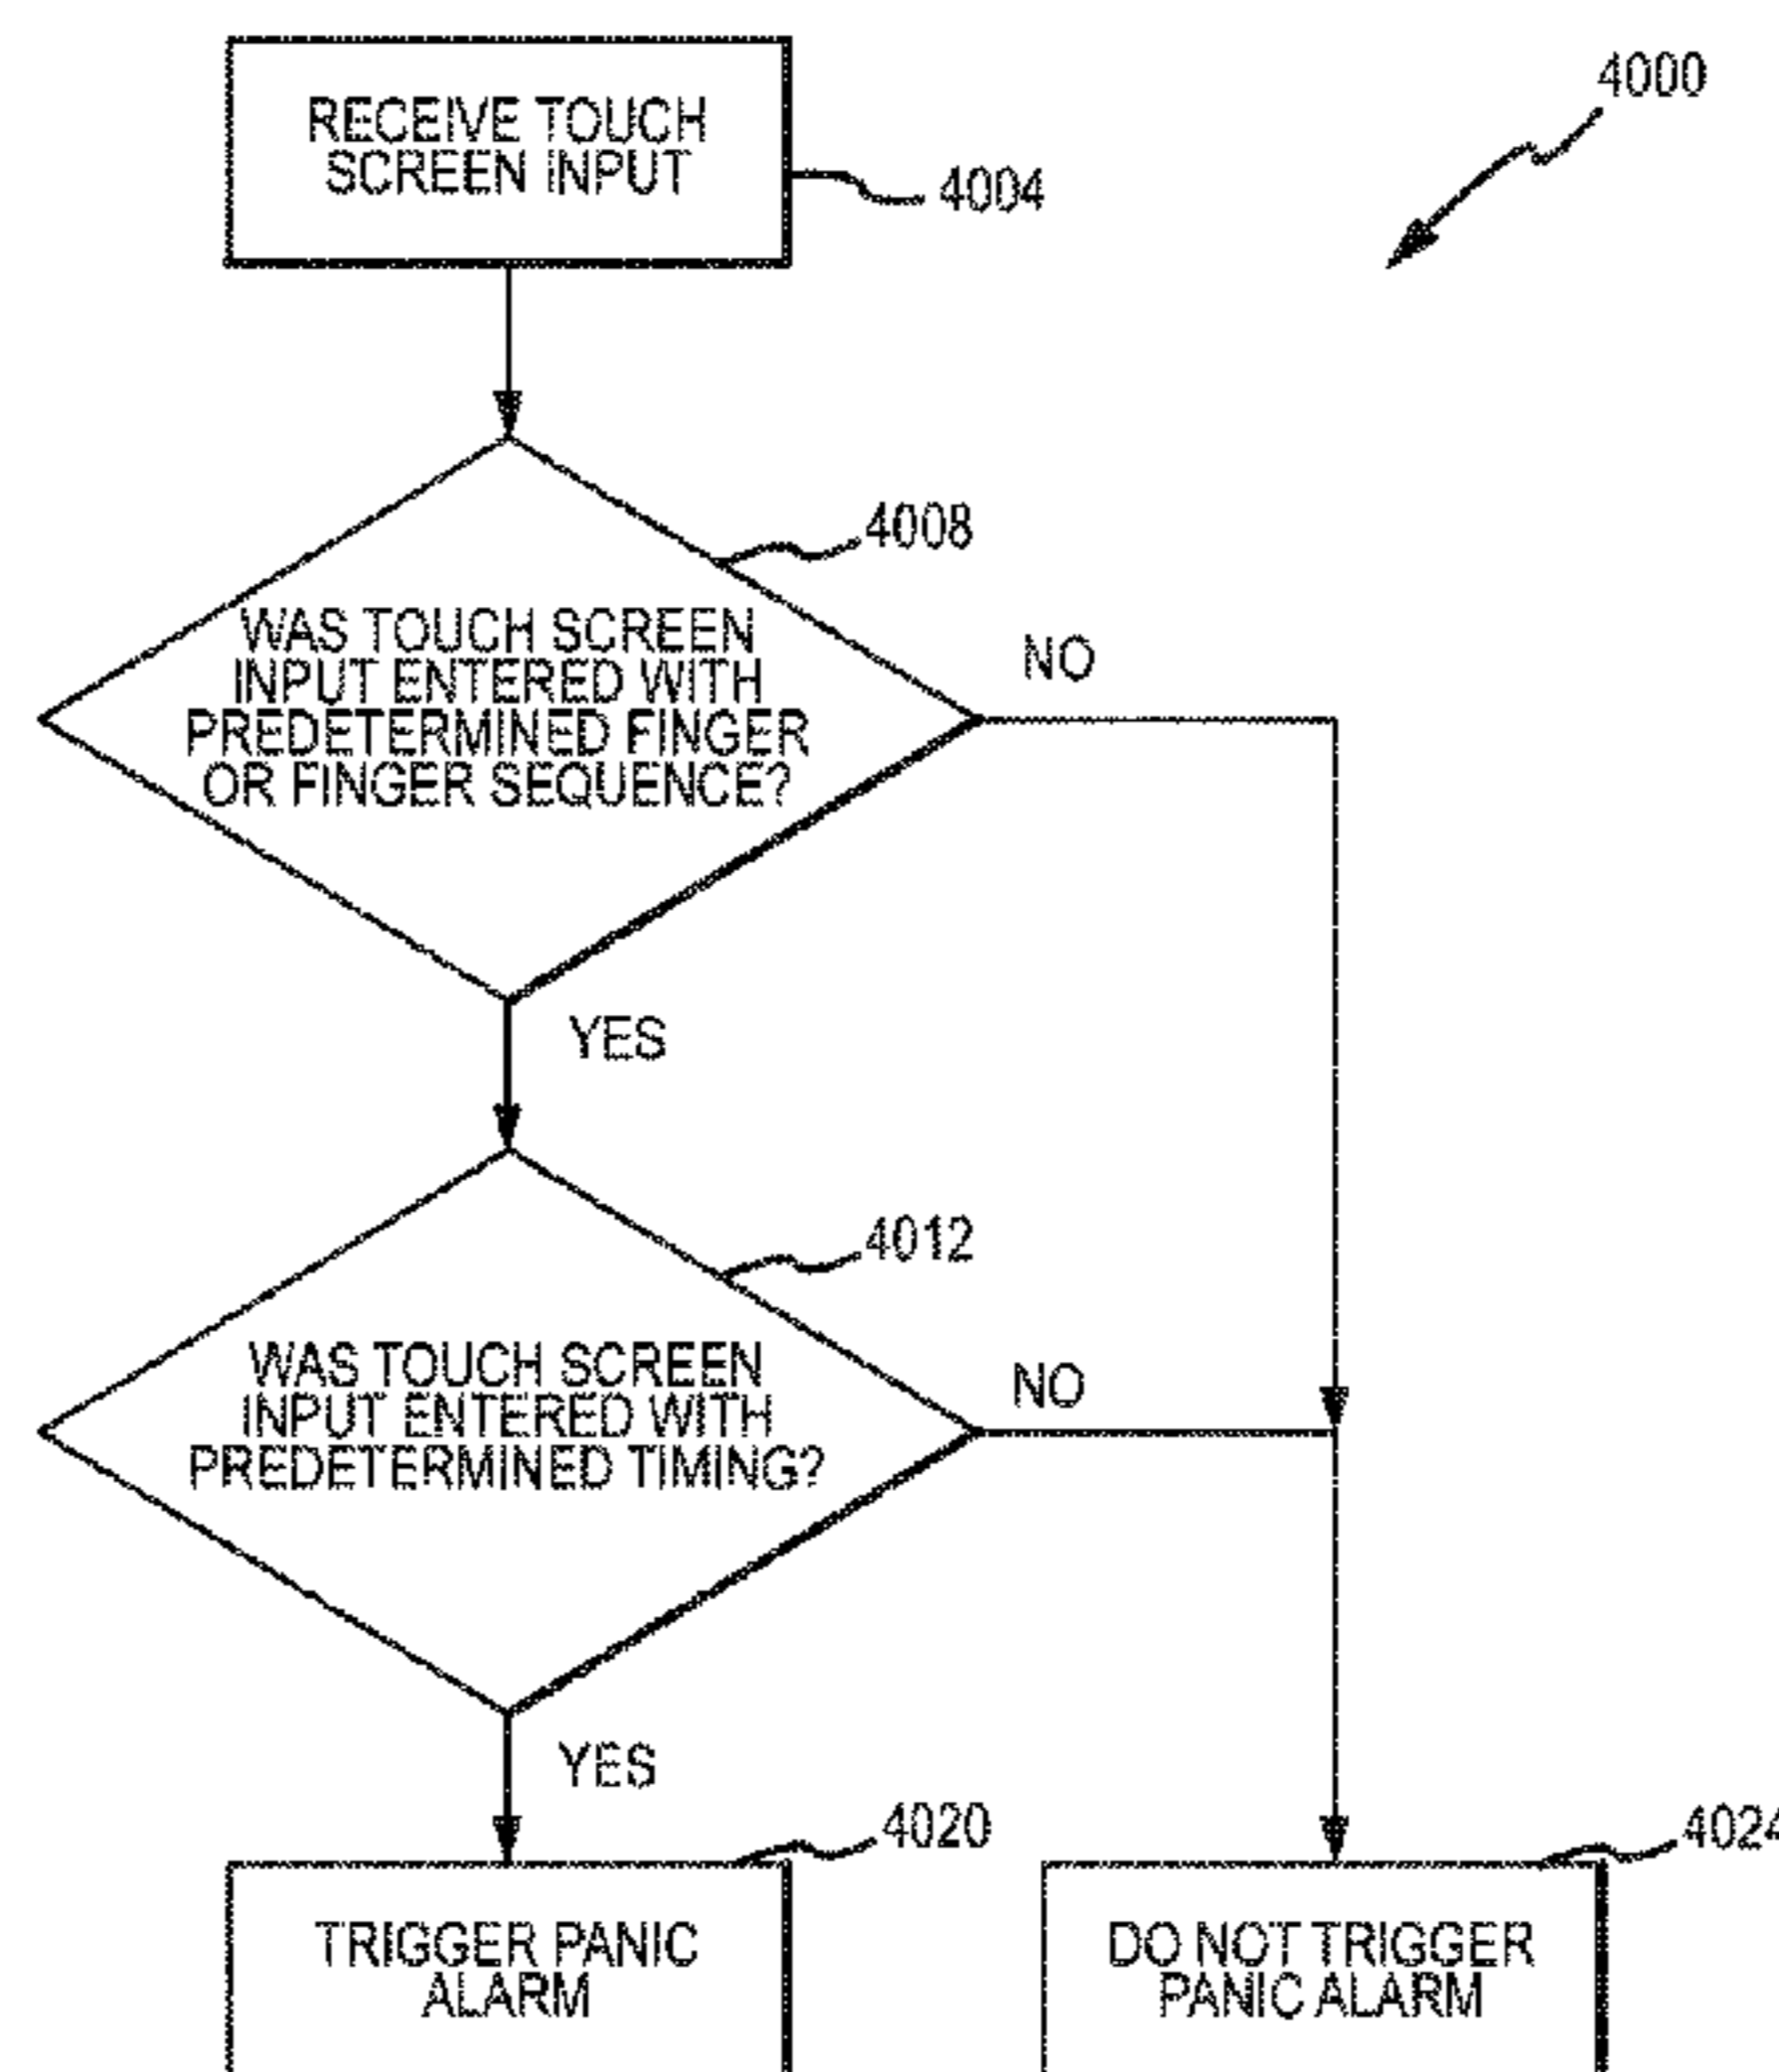 4000
RECEIVE TOUCH
SCREEN INPUT
4004
4008
WAS TOUCH SCREEN
INPUT ENTERED WITH
PREDETERMINED FINGER
OR FINGER SEQUENCE?
NO
YES
4012
WAS TOUCH SCREEN
INPUT ENTERED WITH
PREDETERMINED TIMING?
NO
YES
4020
4024
TRIGGER PANIC
ALARM
DO NOT TRIGGER
PANIC ALARM